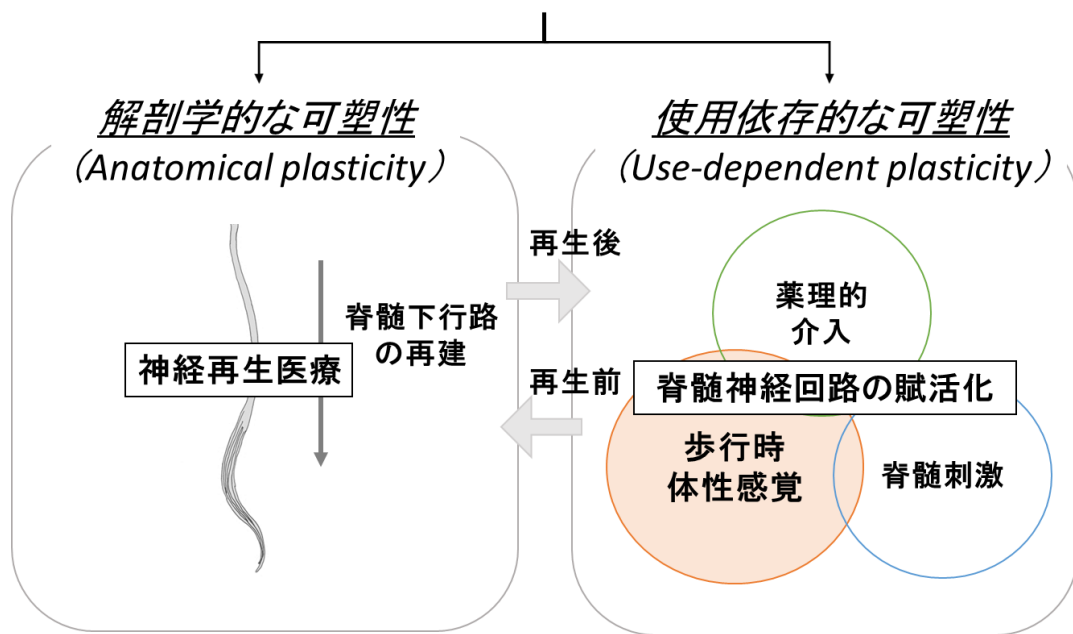 解剖学的な可塑性
（Anatomical plasticity）
使用依存的な可塑性
（Use-dependent plasticity）
脊髄下行路
の再建
神経再生医療
再生後
再生前
薬理的
介入
脊髄神経回路の賦活化
歩行時
体性感覚
脊髄刺激